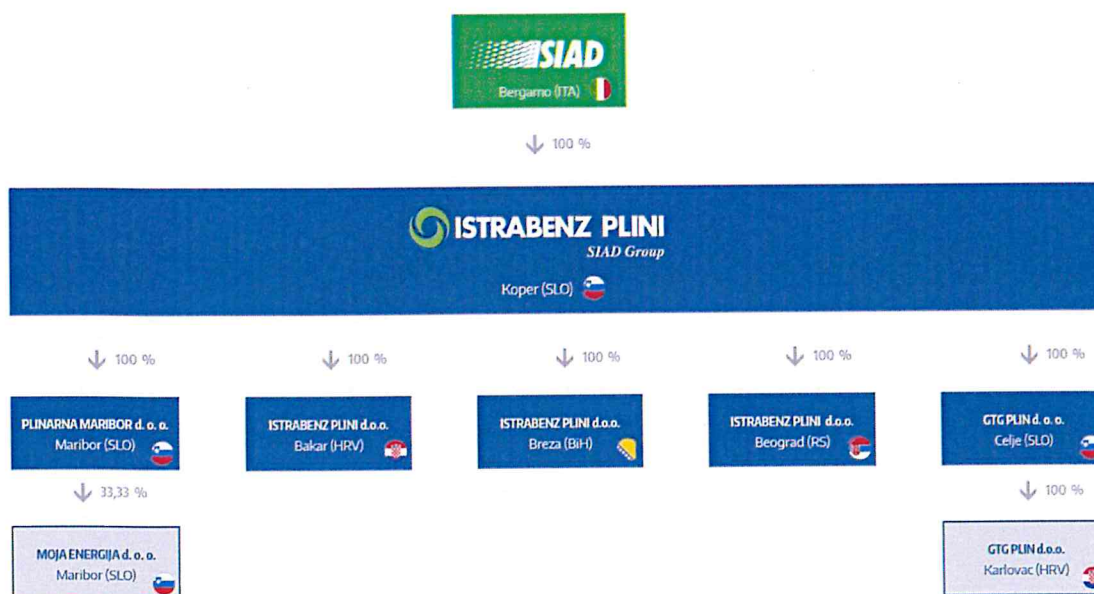 SIAD
Bergamo (ITA)
100 %
ISTRABENZ PLINI
SIAD Group
Koper (SLO)
100 %
100 %
100 %
100 %
100 %
PLINARNA MARIBOR d. o. o.
Maribor (SLO)
ISTRABENZ PLINI d.o.o.
Bakar (HRV)
ISTRABENZ PLINI d.o.o.
Breza (BiH)
ISTRABENZ PLINI d.o.o.
Beograd (RS)
GTG PLIN d. o. o.
Celje (SLO)
33,33 %
100 %
MOJA ENERGIJA d. o. o.
Maribor (SLO)
GTG PLIN d.o.o.
Karlovac (HRV)